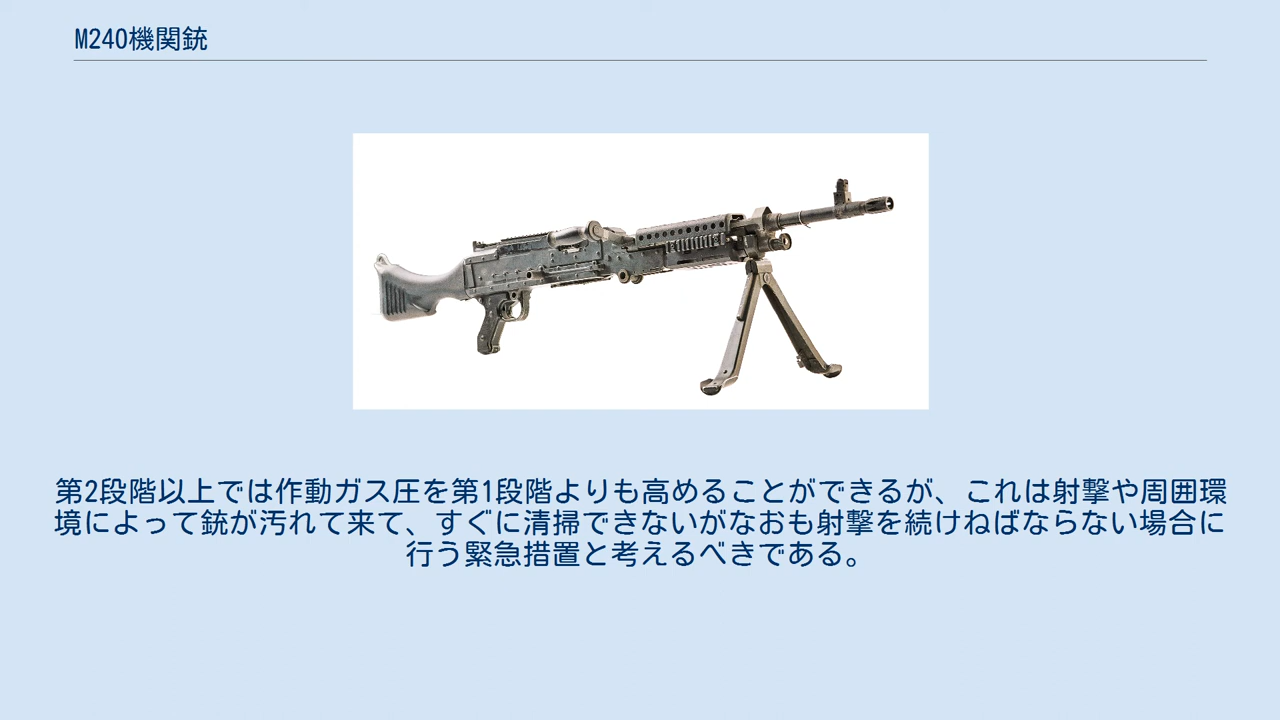 M240機関銃
第2段階以上では作動ガス圧を第1段階よりも高めることができるが、これは射撃や周囲環
境によって銃が汚れて来て、すぐに清掃できないがなおも射撃を続けねばならない場合に
行う緊急措置と考えるべきである。